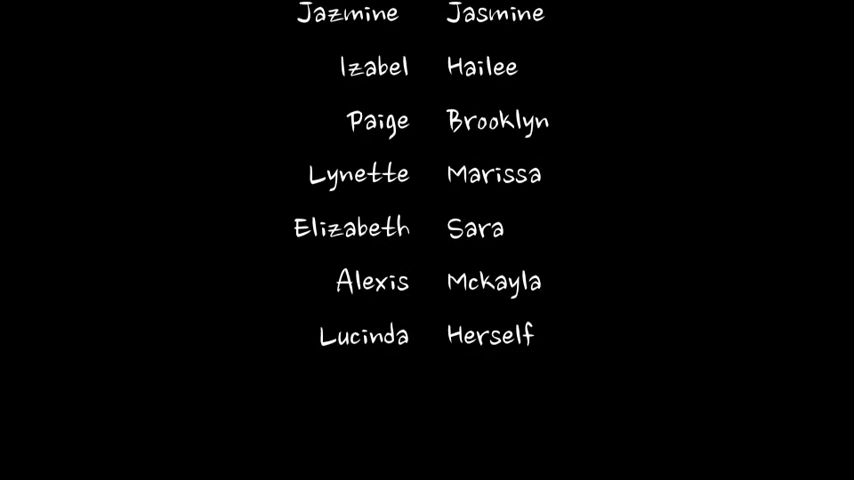 Jazmine Jasmine
Izabel Hailee
Paige Brooklyn
Lynette Marissa
Elizabeth Sara
Alexis Mckayla
Lucinda Herself